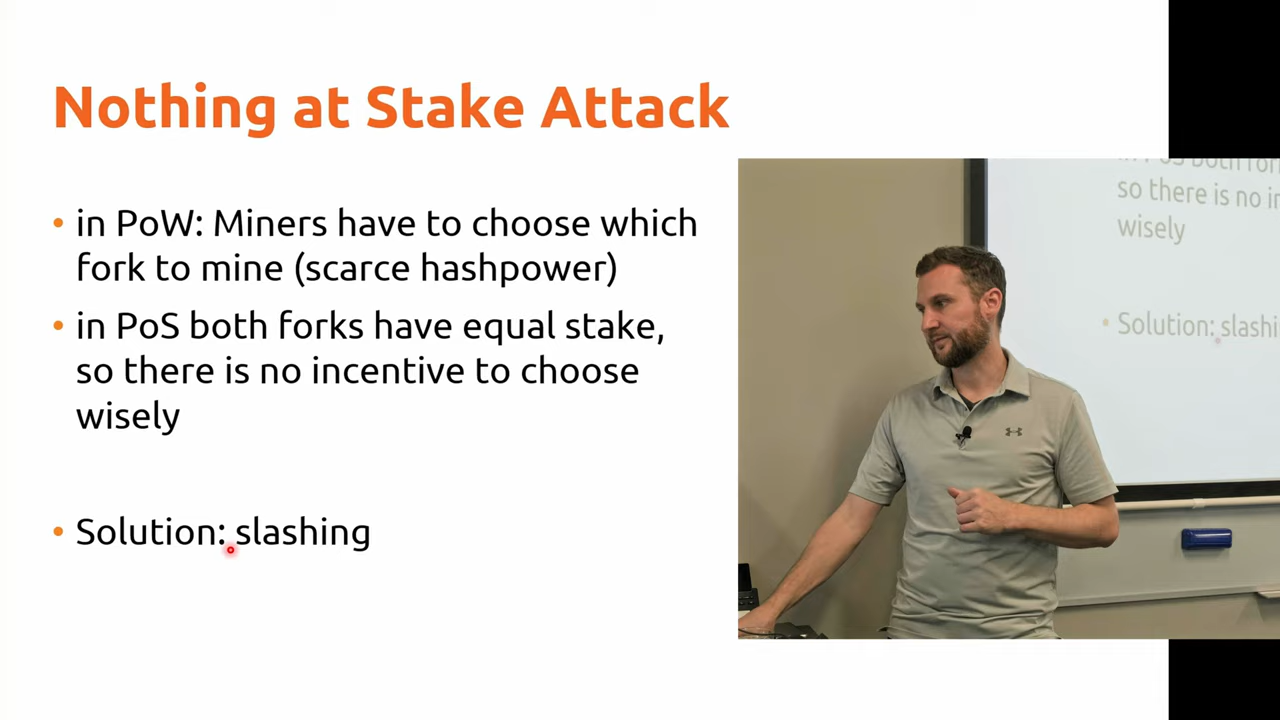 Nothing at Stake Attack
• in PoW: Miners have to choose which
fork to mine (scarce hashpower)
• in PoS both forks have equal stake,
so there is no incentive to choose
wisely
• Solution: slashing
so there is no
wisely
• Solution: